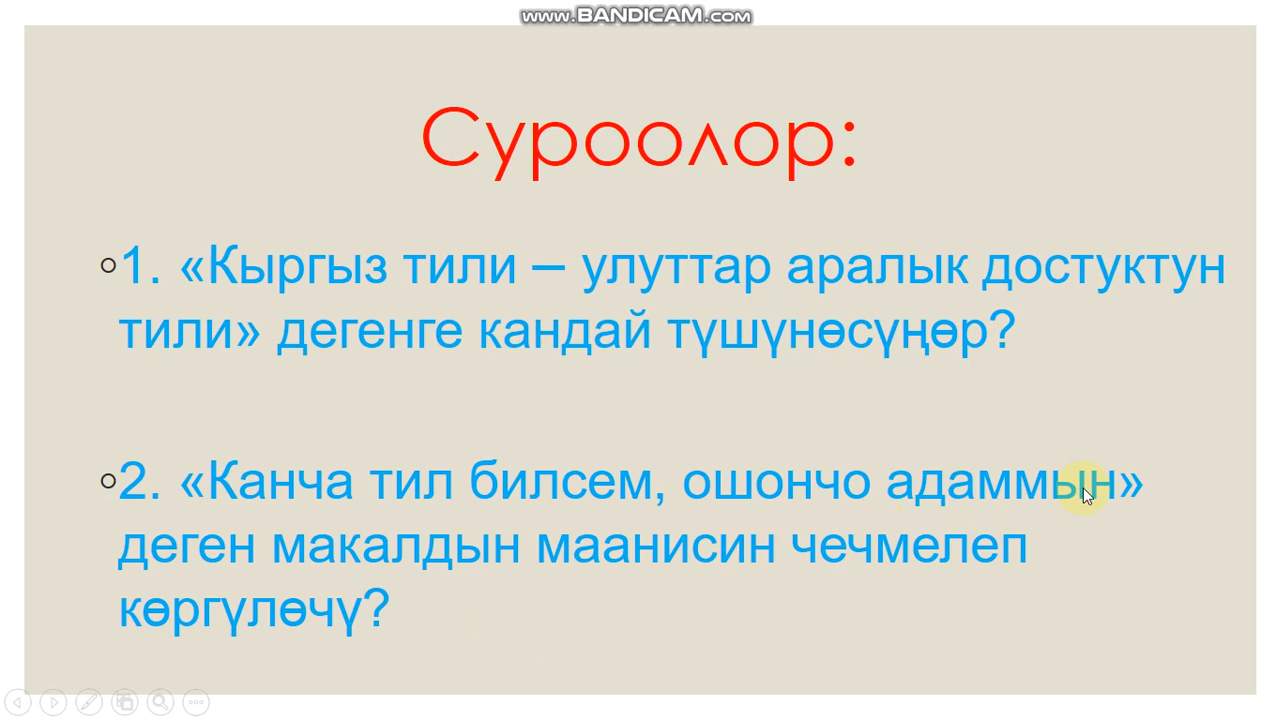 www.BANDICAM.com
Суроолор:
1. «Кыргыз тили – улуттар аралык достуктун
тили» дегенге кандай түшүнөсүңөр?
2. «Канча тил билсем, ошончо адаммын»
деген макалдын маанисин чечмелеп
көргүлөчү?